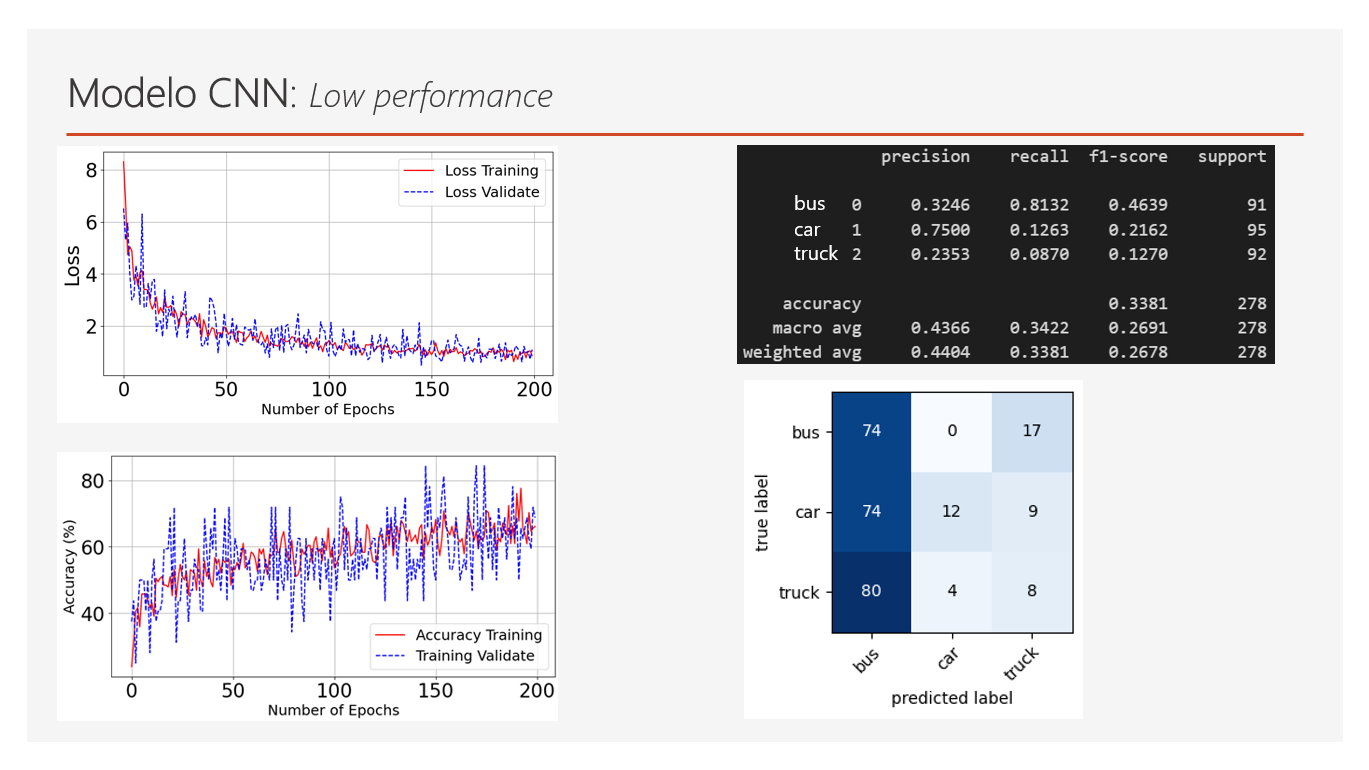 Modelo CNN: Low performance
8
6
4
2
Loss
Loss Training
Loss Validate
0 50 100 150 200
Number of Epochs
80
60
40
Accuracy (%)
Accuracy Training
Training Validate
0 50 100 150 200
Number of Epochs
precision recall f1-score support
bus 0 0.3246 0.8132 0.4639 91
car 1 0.7500 0.1263 0.2162 95
truck 2 0.2353 0.0870 0.1270 92
accuracy 0.3381 278
macro avg 0.4366 0.3422 0.2691 278
weighted avg 0.4404 0.3381 0.2678 278
true label
bus 74 0 17
car 74 12 9
truck 80 4 8
bus car truck
predicted label